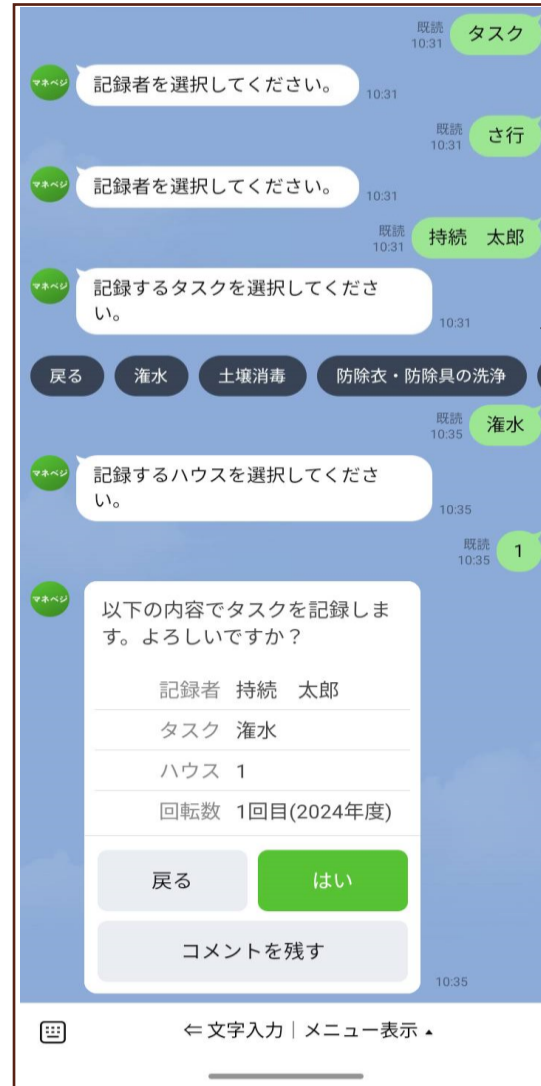 既読
10:31
タスク
マネベジ
記録者を選択してください。
10:31
既読
10:31
さ行
マネベジ
記録者を選択してください。
10:31
既読
10:31
持続　太郎
マネベジ
記録するタスクを選択してくださ
い。
10:31
戻る
潅水
土壌消毒
防除衣・防除具の洗浄
既読
10:35
潅水
マネベジ
記録するハウスを選択してくださ
い。
10:35
既読
10:35
1
マネベジ
以下の内容でタスクを記録しま
す。よろしいですか？
記録者 持続　太郎
タスク 潅水
ハウス 1
回転数 1回目(2024年度)
戻る
はい
コメントを残す
10:35
⇐ 文字入力｜メニュー表示 ▴